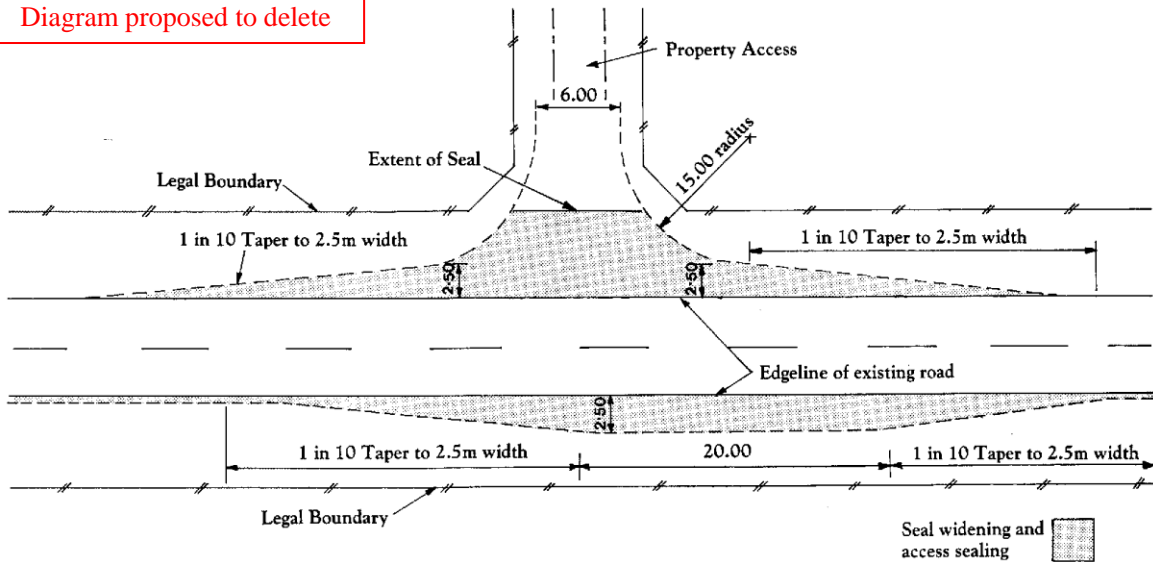 Diagram proposed to delete
Property Access
6.00
15.00 radius
Extent of Seal
Legal Boundary
1 in 10 Taper to 2.5m width
1 in 10 Taper to 2.5m width
2.50
2.50
Edgeline of existing road
2.50
1 in 10 Taper to 2.5m width
20.00
1 in 10 Taper to 2.5m width
Legal Boundary
Seal widening and
access sealing